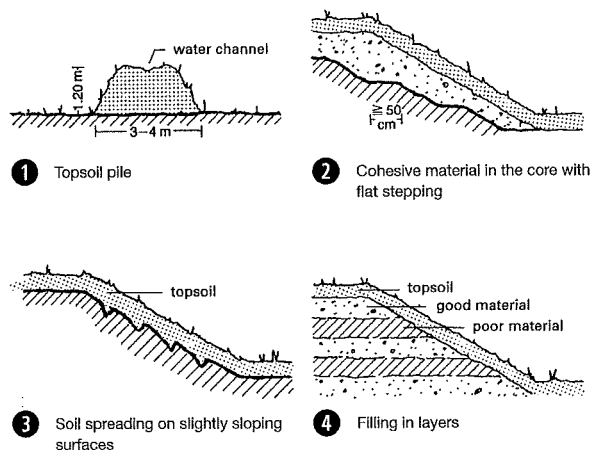 water channel
1.20 m
3–4 m
1 Topsoil pile
≥ 50
cm
2 Cohesive material in the core with
flat stepping
topsoil
3 Soil spreading on slightly sloping
surfaces
topsoil
good material
poor material
4 Filling in layers